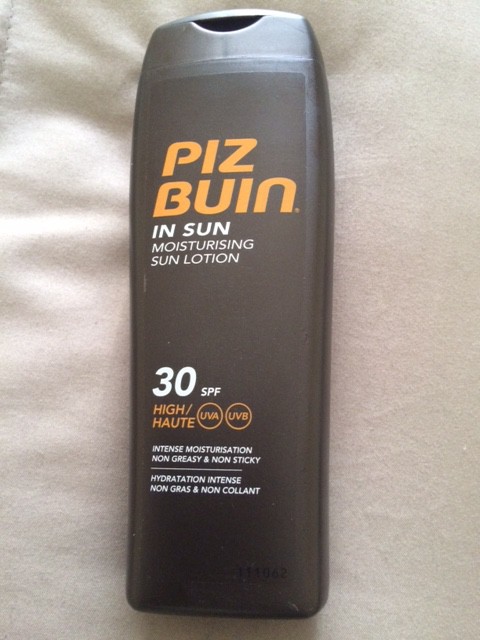 PIZ
BUIN®
IN SUN
MOISTURISING
SUN LOTION
30 SPF
HIGH/
HAUTE UVA UVB
INTENSE MOISTURISATION
NON GREASY & NON STICKY
HYDRATATION INTENSE
NON GRAS & NON COLLANT